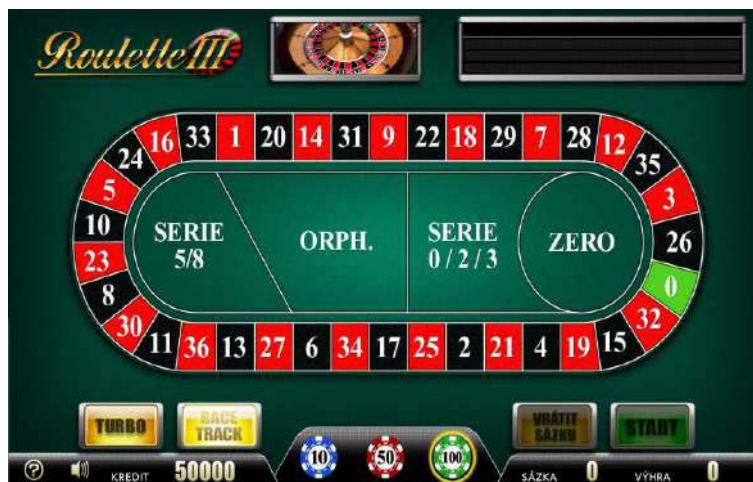 Roulette III
16 33 1 20 14 31 9 22 18 29 7 28 12
24 35
5 3
10 26
SERIE 5/8 ORPH. SERIE 0/2/3 ZERO
23 0
8 32
30 15
11 36 13 27 6 34 17 25 2 21 4 19
TURBO RACE TRACK VRÁTIT SÁZKU START
10 50 100
? KREDIT 50000 SÁZKA 0 VÝHRA 0